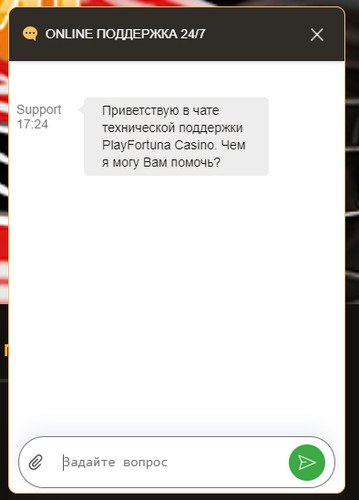 ONLINE ПОДДЕРЖКА 24/7
Support
17:24
Приветствую в чате
технической поддержки
PlayFortuna Casino. Чем
я могу Вам помочь?
Задайте вопрос